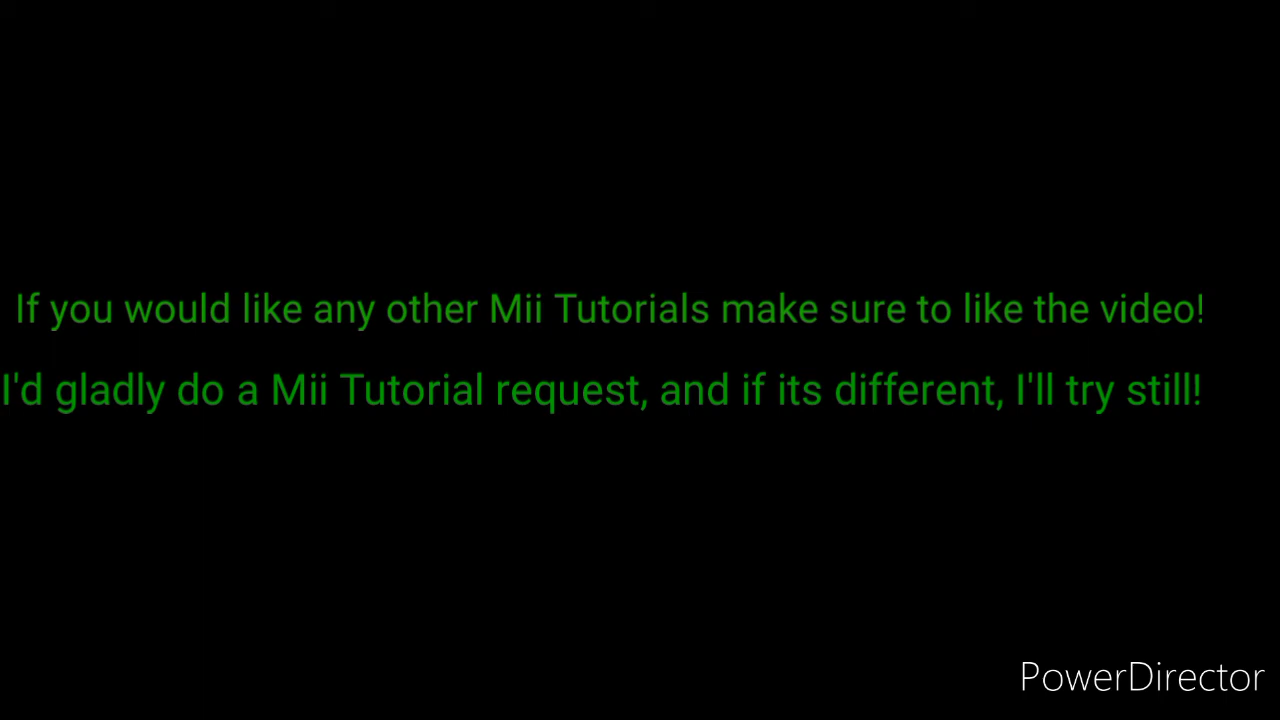 If you would like any other Mii Tutorials make sure to like the video!
I'd gladly do a Mii Tutorial request, and if its different, I'll try still!
PowerDirector